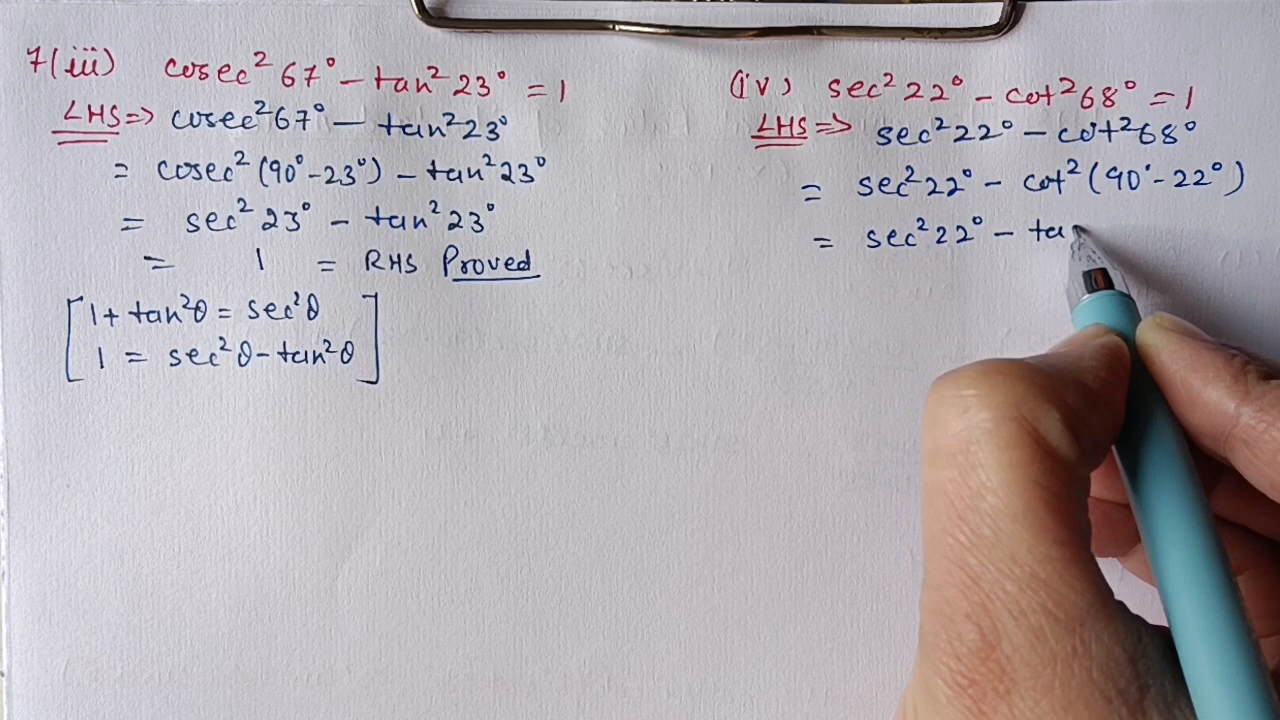 7(iii) cosec² 67° - tan² 23° = 1
LHS => cosec² 67° - tan² 23°
= cosec² (90° - 23°) - tan² 23°
= sec² 23° - tan² 23°
= 1 = RHS Proved
[1 + tan²θ = sec²θ
1 = sec²θ - tan²θ]
(iv) sec² 22° - cot² 68° = 1
LHS => sec² 22° - cot² 68°
= sec² 22° - cot² (90° - 22°)
= sec² 22° - tan